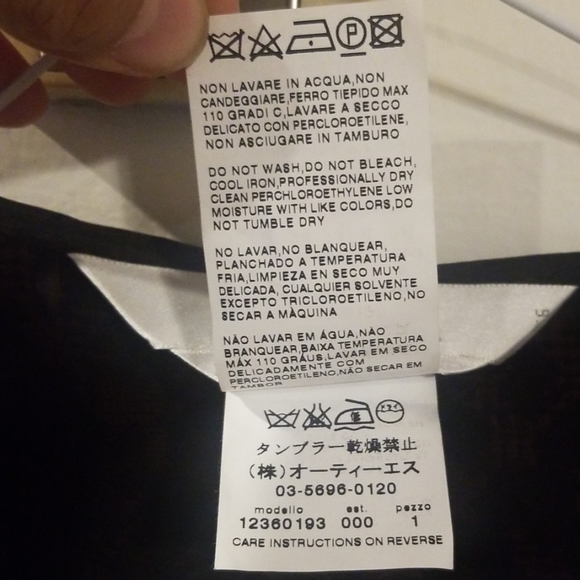 P
NON LAVARE IN ACQUA,NON
CANDEGGIARE,FERRO TIEPIDO MAX
110 GRADI C,LAVARE A SECCO
DELICATO CON PERCLOROETILENE,
NON ASCIUGARE IN TAMBURO
DO NOT WASH,DO NOT BLEACH,
COOL IRON,PROFESSIONALLY DRY
CLEAN PERCHLOROETHYLENE LOW
MOISTURE WITH LIKE COLORS,DO
NOT TUMBLE DRY
NO LAVAR,NO BLANQUEAR,
PLANCHADO A TEMPERATURA
FRIA,LIMPIEZA EN SECO MUY
DELICADA, CUALQUIER SOLVENTE
EXCEPTO TRICLOROETILENO,NO
SECAR A MÀQUINA
NÃO LAVAR EM ÁGUA,NÃO
BRANQUEAR,BAIXA TEMPERATURA
MÁX 110 GRÁUS,LAVAR EM SECO
DELICADAMENTE COM
PERCLOROETILENO,NÃO SECAR EM
TAMBOR
タンブラー乾燥禁止
(株)オーティーエス
03-5696-0120
modello est. pezzo
12360193 000 1
CARE INSTRUCTIONS ON REVERSE